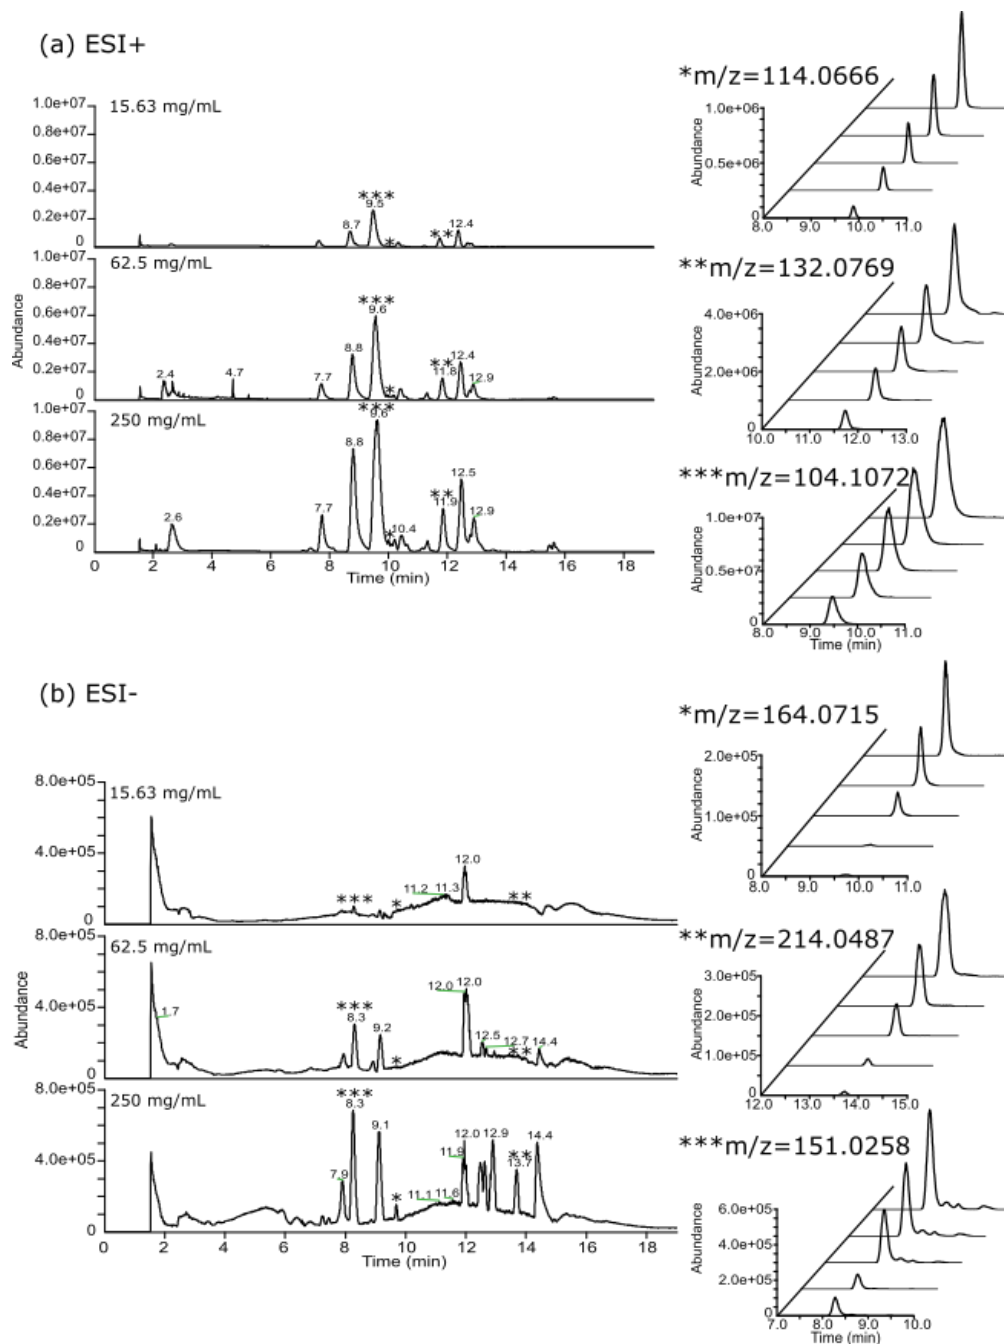 (a) ESI+
15.63 mg/mL
1.0e+07
0.8e+07
0.6e+07
0.4e+07
0.2e+07
0
8.7
***
9.5
*
**
12.4
62.5 mg/mL
0.8e+07
0.6e+07
0.4e+07
0.2e+07
0
Abundance
2.4
4.7
7.7
8.8
***
9.6
*
**
11.8
12.4
12.9
250 mg/mL
1.0e+07
0.8e+07
0.6e+07
0.4e+07
0.2e+07
0
2.6
7.7
8.8
***
9.6
*
10.4
**
11.9
12.5
12.9
0 2 4 6 8 10 12 14 16 18
Time (min)
*m/z=114.0666
1.0e+06
0.5e+06
0
Abundance
8.0 9.0 10.0 11.0
**m/z=132.0769
4.0e+06
2.0e+06
0
Abundance
10.0 11.0 12.0 13.0
***m/z=104.1072
1.0e+07
0.5e+07
0
Abundance
8.0 9.0 10.0 11.0
Time (min)
(b) ESI-
15.63 mg/mL
8.0e+05
4.0e+05
0
***
*
11.2
11.3
12.0
**
62.5 mg/mL
8.0e+05
4.0e+05
0
Abundance
1.7
***
8.3
9.2
*
12.0
12.0
12.5
12.7
**
14.4
250 mg/mL
8.0e+05
4.0e+05
0
7.9
***
8.3
9.1
*
11.1
11.6
11.9
12.0
12.9
**
13.7
14.4
0 2 4 6 8 10 12 14 16 18
Time (min)
*m/z=164.0715
2.0e+05
1.0e+05
0
Abundance
8.0 9.0 10.0 11.0
**m/z=214.0487
3.0e+05
1.0e+05
0
Abundance
12.0 13.0 14.0 15.0
***m/z=151.0258
6.0e+05
4.0e+05
2.0e+05
0
Abundance
7.0 8.0 9.0 10.0
Time (min)